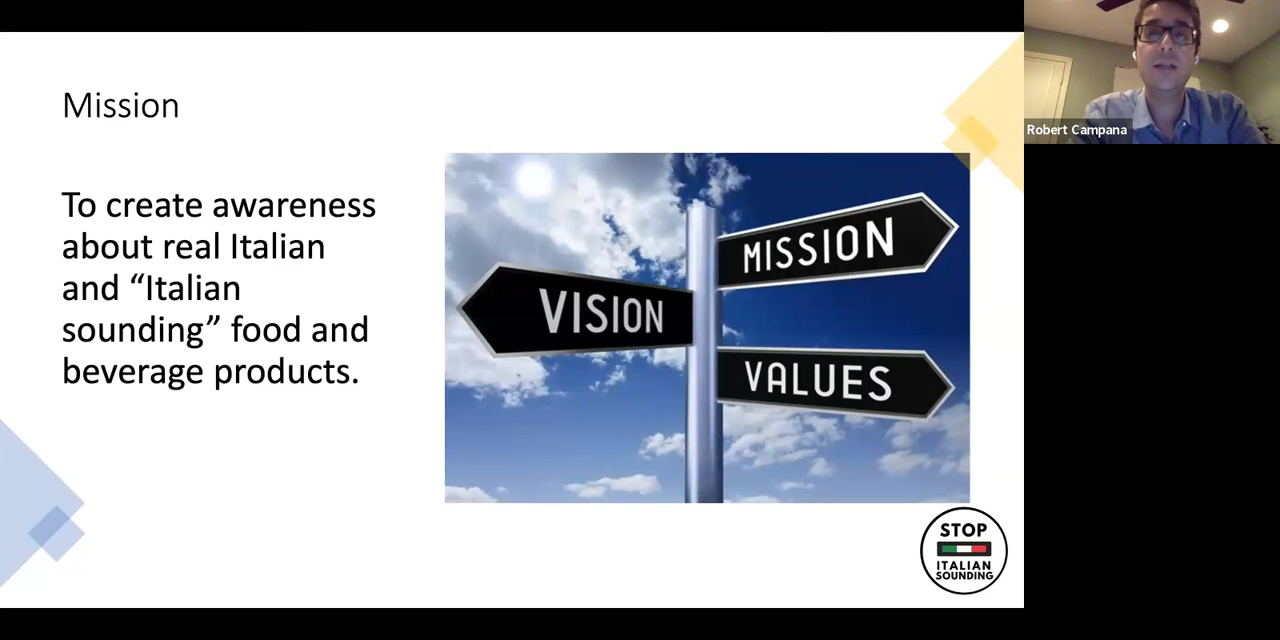 Mission
To create awareness
about real Italian
and “Italian
sounding” food and
beverage products.
MISSION
VISION
VALUES
STOP
ITALIAN
SOUNDING
Robert Campana